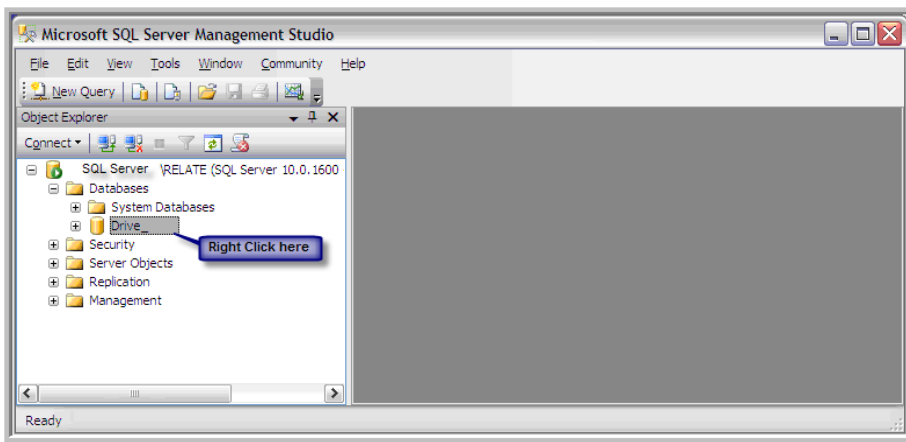 Microsoft SQL Server Management Studio
File Edit View Tools Window Community Help
New Query
Object Explorer
Connect
SQL Server \RELATE (SQL Server 10.0.1600
Databases
System Databases
Drive_
Right Click here
Security
Server Objects
Replication
Management
Ready